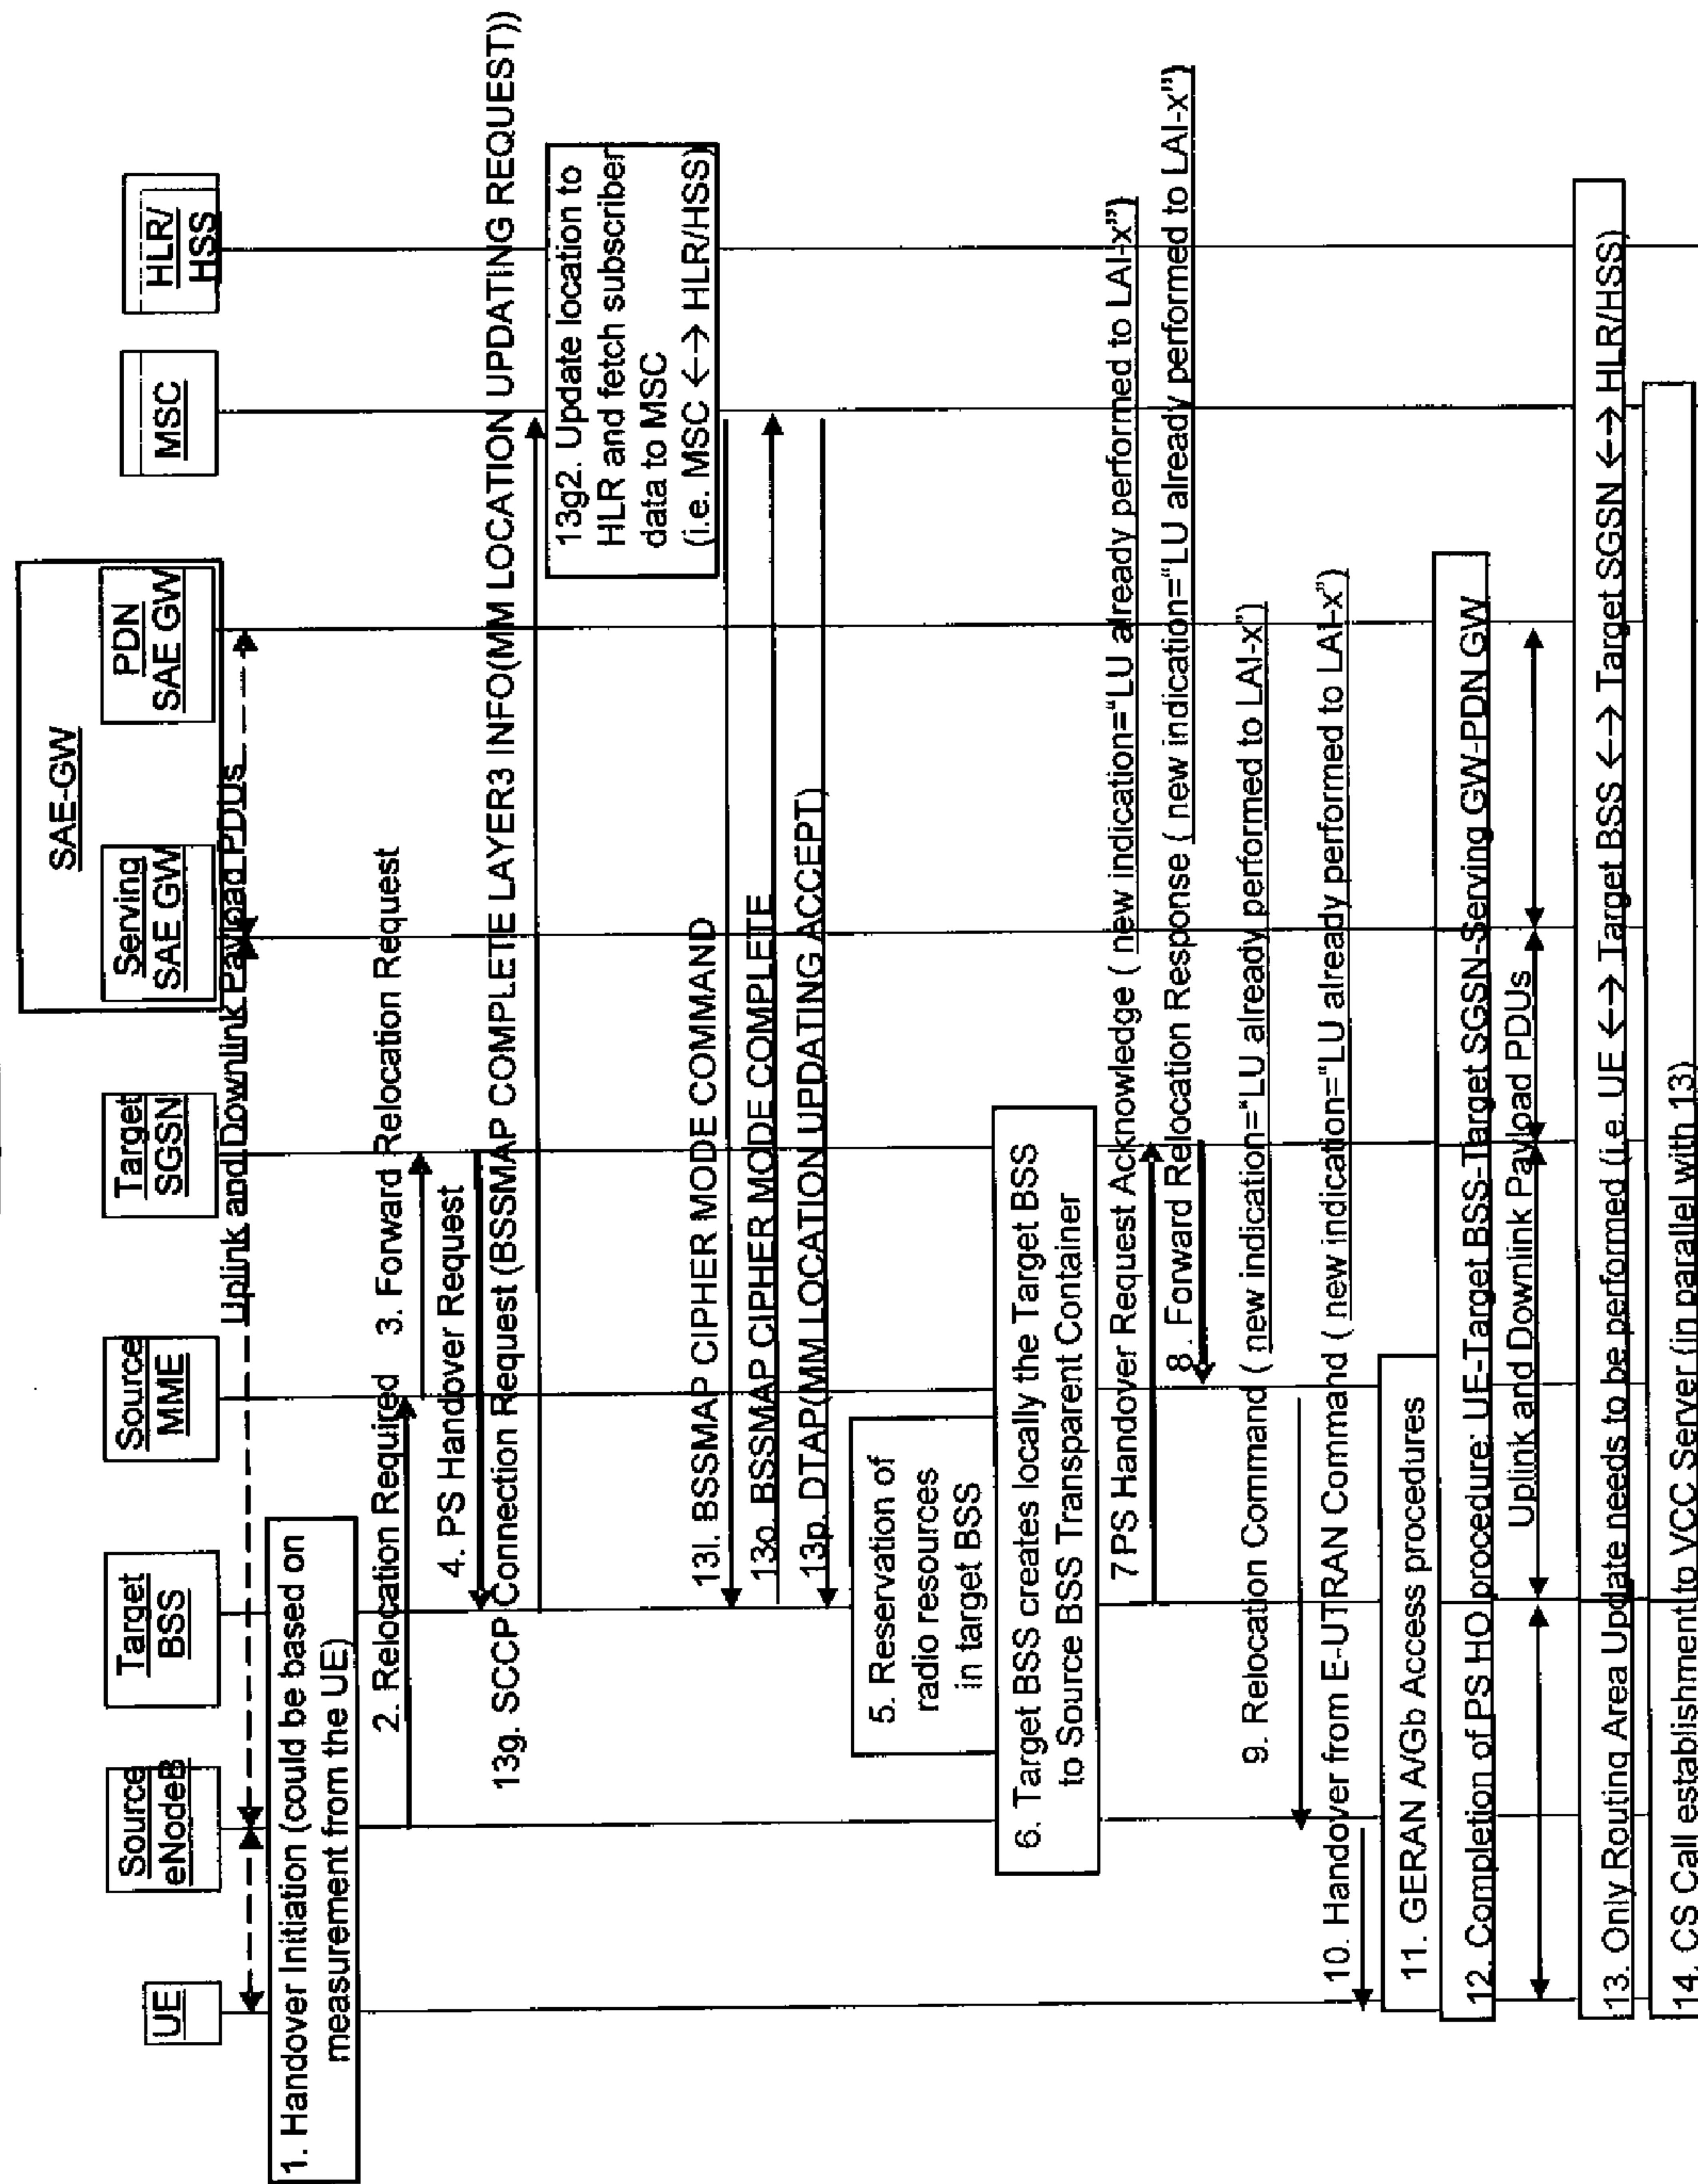 SAE-GW
UE
Source
eNodeB
Target
BSS
Source
MME
Target
SGSN
Serving
SAE GW
PDN
SAE GW
MSC
HLR/
HSS
Uplink and Downlink Payload PDUs
1. Handover Initiation (could be based on
measurement from the UE)
2. Relocation Required
3. Forward Relocation Request
4. PS Handover Request
13g. SCCP Connection Request (BSSMAP COMPLETE LAYER3 INFO(MM LOCATION UPDATING REQUEST))
13g2. Update location to
HLR and fetch subscriber
data to MSC
(i.e. MSC ←→ HLR/HSS)
13l. BSSMAP CIPHER MODE COMMAND
13o. BSSMAP CIPHER MODE COMPLETE
13p. DTAP(MM LOCATION UPDATING ACCEPT)
5. Reservation of
radio resources
in target BSS
6. Target BSS creates locally the Target BSS
to Source BSS Transparent Container
7PS Handover Request Acknowledge ( new indication="LU already performed to LAI-x")
8. Forward Relocation Response ( new indication="LU already performed to LAI-x")
9. Relocation Command ( new indication="LU already performed to LAI-x")
10. Handover from E-UTRAN Command ( new indication="LU already performed to LAI-x")
11. GERAN A/Gb Access procedures
12. Completion of PS HO procedure: UE-Target BSS-Target SGSN-Serving GW-PDN GW
Uplink and Downlink Payload PDUs
13. Only Routing Area Update needs to be performed (i.e. UE ←→ Target BSS ←→ Target SGSN ←→ HLR/HSS)
14. CS Call establishment to VCC Server (in parallel with 13)